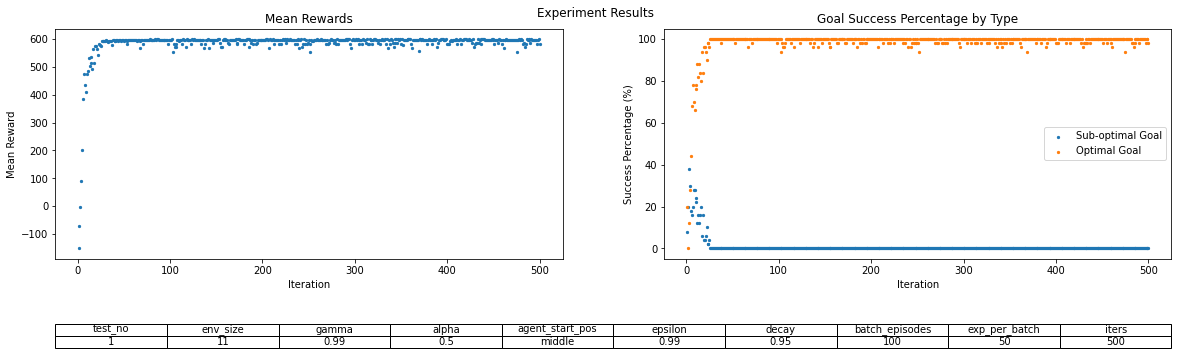 Experiment Results
Mean Rewards
600
500
400
300
200
100
0
−100
Mean Reward
0 100 200 300 400 500
Iteration
Goal Success Percentage by Type
100
80
60
40
20
0
Success Percentage (%)
Sub-optimal Goal
Optimal Goal
0 100 200 300 400 500
Iteration
test_no env_size gamma alpha agent_start_pos epsilon decay batch_episodes exp_per_batch iters
1 11 0.99 0.5 middle 0.99 0.95 100 50 500